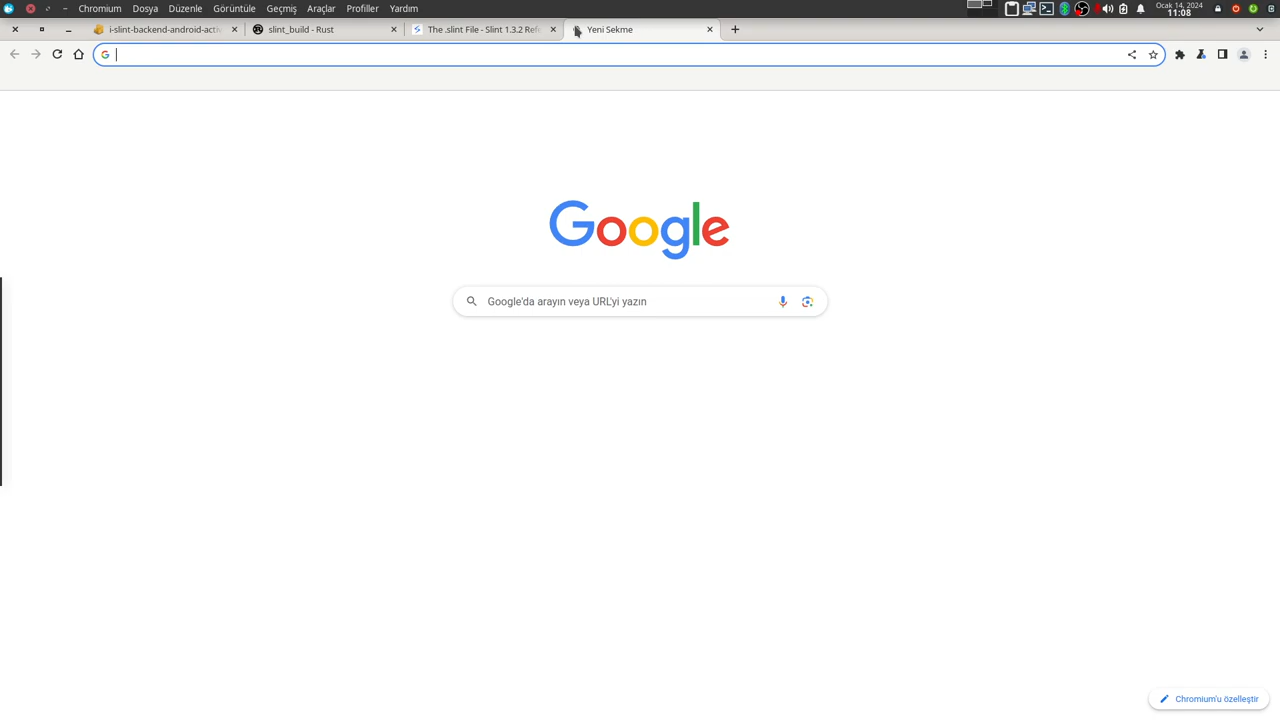 Chromium Dosya Düzenle Görüntüle Geçmiş Araçlar Profiller Yardım
Ocak 14, 2024
11:08
i-slint-backend-android-acti
slint_build - Rust
The .slint File - Slint 1.3.2 Refe
Yeni Sekme
Google
Google'da arayın veya URL'yi yazın
Chromium'u özelleştir